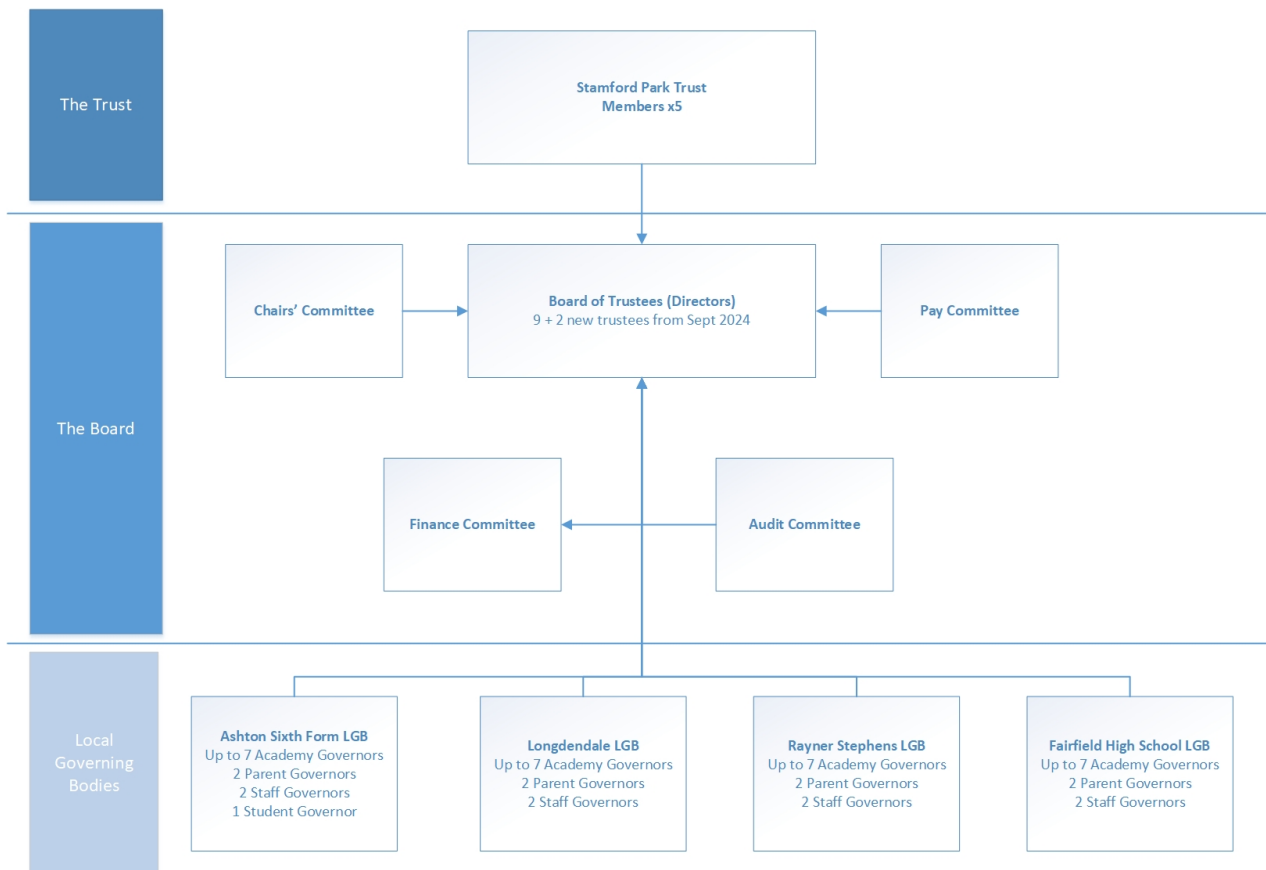 The Trust
Stamford Park Trust
Members x5
The Board
Chairs’ Committee
Board of Trustees (Directors)
9 + 2 new trustees from Sept 2024
Pay Committee
Finance Committee
Audit Committee
Local
Governing
Bodies
Ashton Sixth Form LGB
Up to 7 Academy Governors
2 Parent Governors
2 Staff Governors
1 Student Governor
Longdendale LGB
Up to 7 Academy Governors
2 Parent Governors
2 Staff Governors
Rayner Stephens LGB
Up to 7 Academy Governors
2 Parent Governors
2 Staff Governors
Fairfield High School LGB
Up to 7 Academy Governors
2 Parent Governors
2 Staff Governors